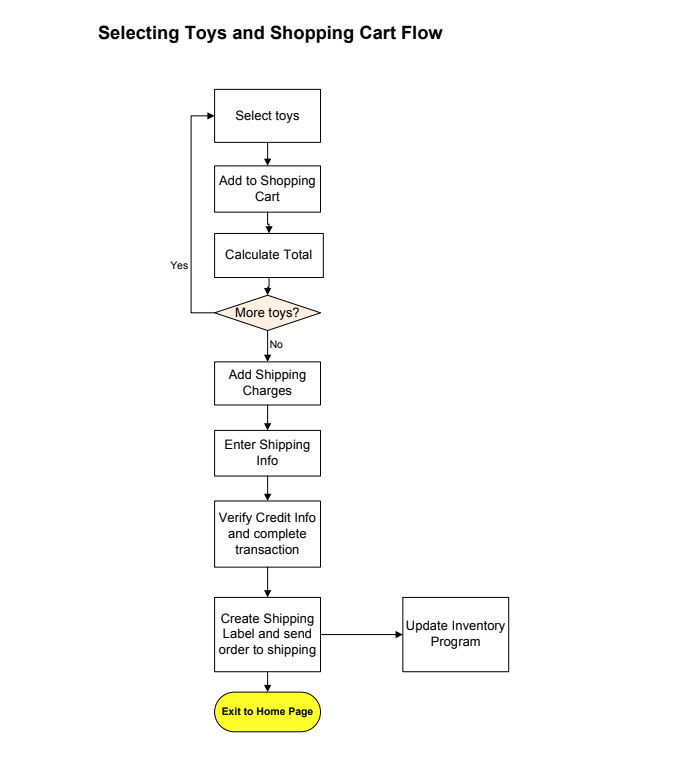 Selecting Toys and Shopping Cart Flow
Select toys
Add to Shopping
Cart
Calculate Total
Yes
More toys?
No
Add Shipping
Charges
Enter Shipping
Info
Verify Credit Info
and complete
transaction
Create Shipping
Label and send
order to shipping
Update Inventory
Program
Exit to Home Page